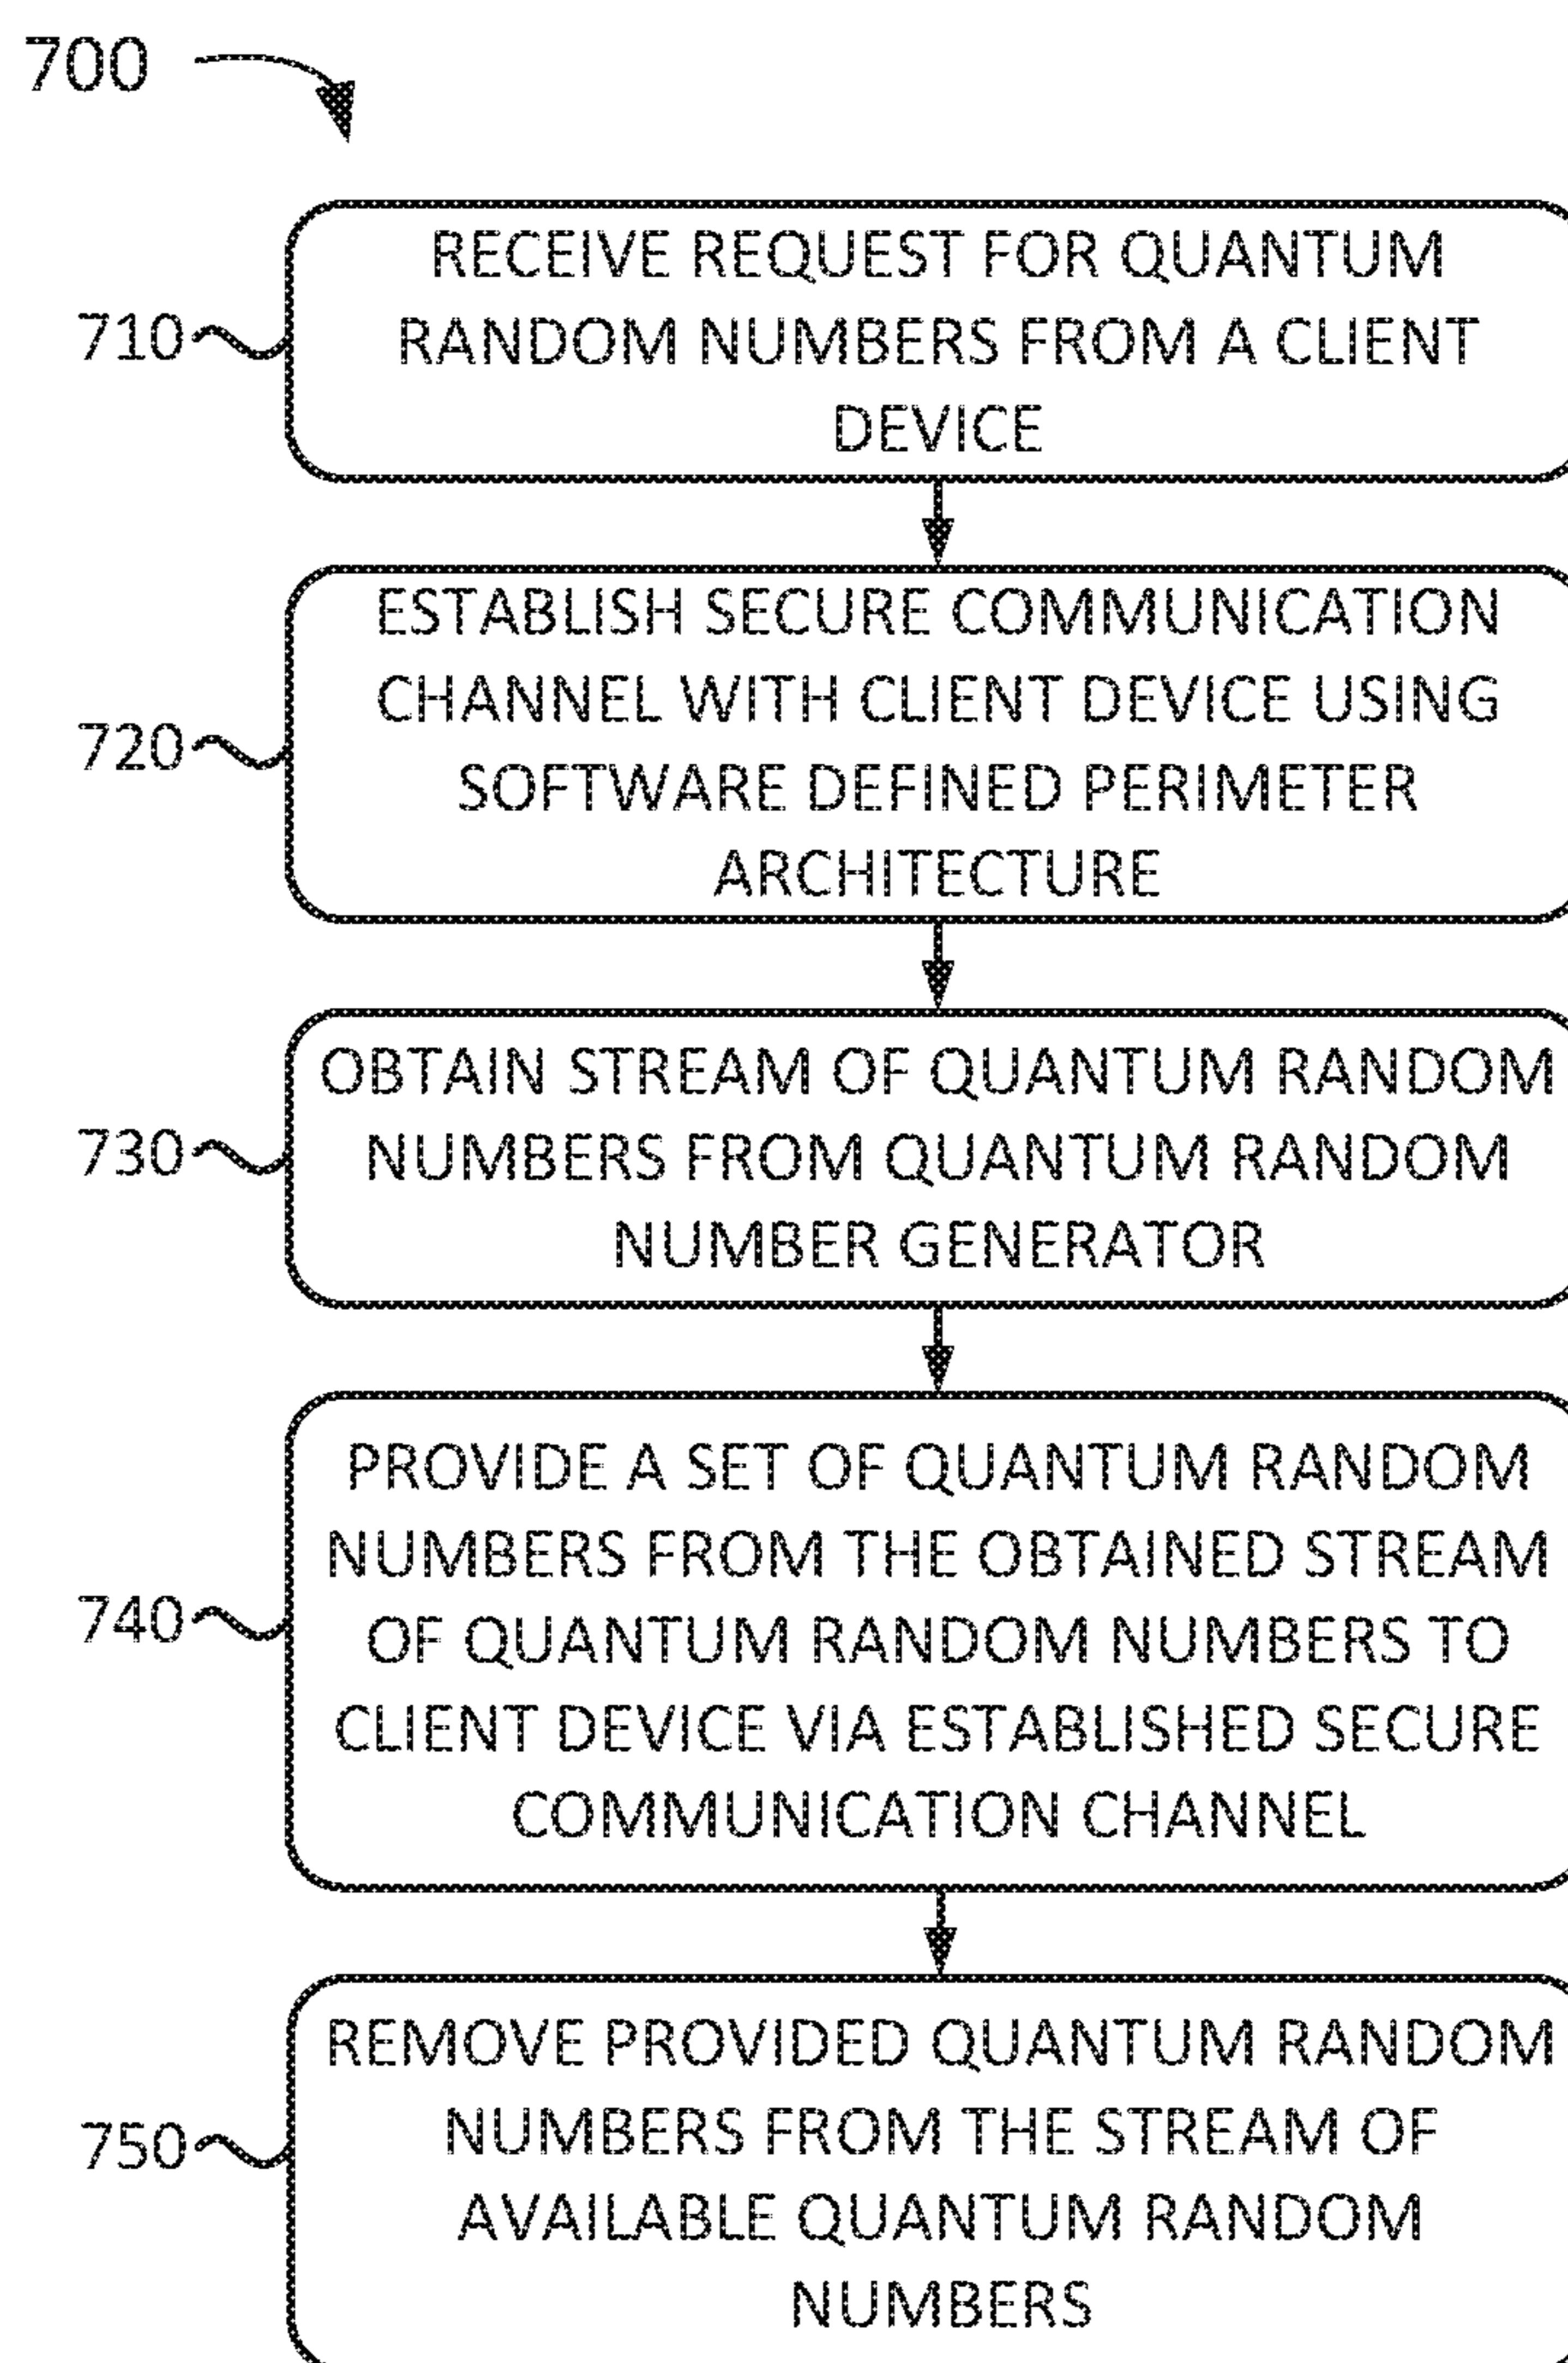 700
RECEIVE REQUEST FOR QUANTUM
RANDOM NUMBERS FROM A CLIENT
DEVICE
710
ESTABLISH SECURE COMMUNICATION
CHANNEL WITH CLIENT DEVICE USING
SOFTWARE DEFINED PERIMETER
ARCHITECTURE
720
OBTAIN STREAM OF QUANTUM RANDOM
NUMBERS FROM QUANTUM RANDOM
NUMBER GENERATOR
730
PROVIDE A SET OF QUANTUM RANDOM
NUMBERS FROM THE OBTAINED STREAM
OF QUANTUM RANDOM NUMBERS TO
CLIENT DEVICE VIA ESTABLISHED SECURE
COMMUNICATION CHANNEL
740
REMOVE PROVIDED QUANTUM RANDOM
NUMBERS FROM THE STREAM OF
AVAILABLE QUANTUM RANDOM
NUMBERS
750